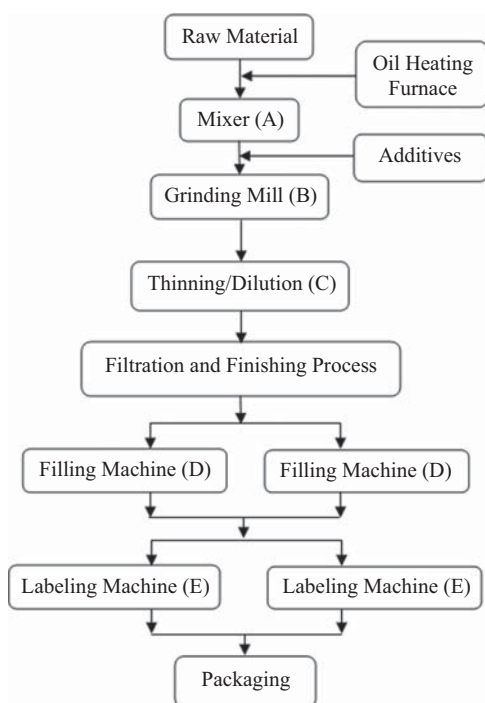 Raw Material
Oil Heating
Furnace
Mixer (A)
Additives
Grinding Mill (B)
Thinning/Dilution (C)
Filtration and Finishing Process
Filling Machine (D)
Filling Machine (D)
Labeling Machine (E)
Labeling Machine (E)
Packaging